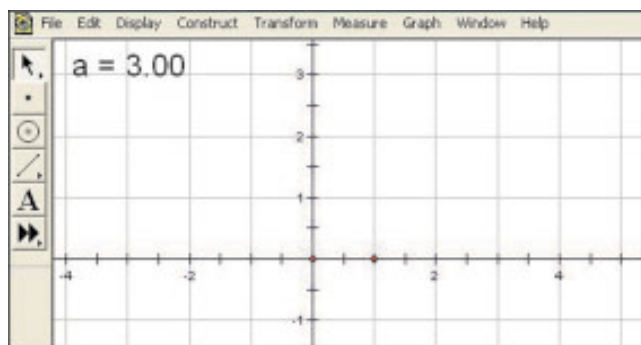 File Edit Display Construct Transform Measure Graph Window Help
a = 3.00
3
2
1
-4 -2 2 4
-1
A